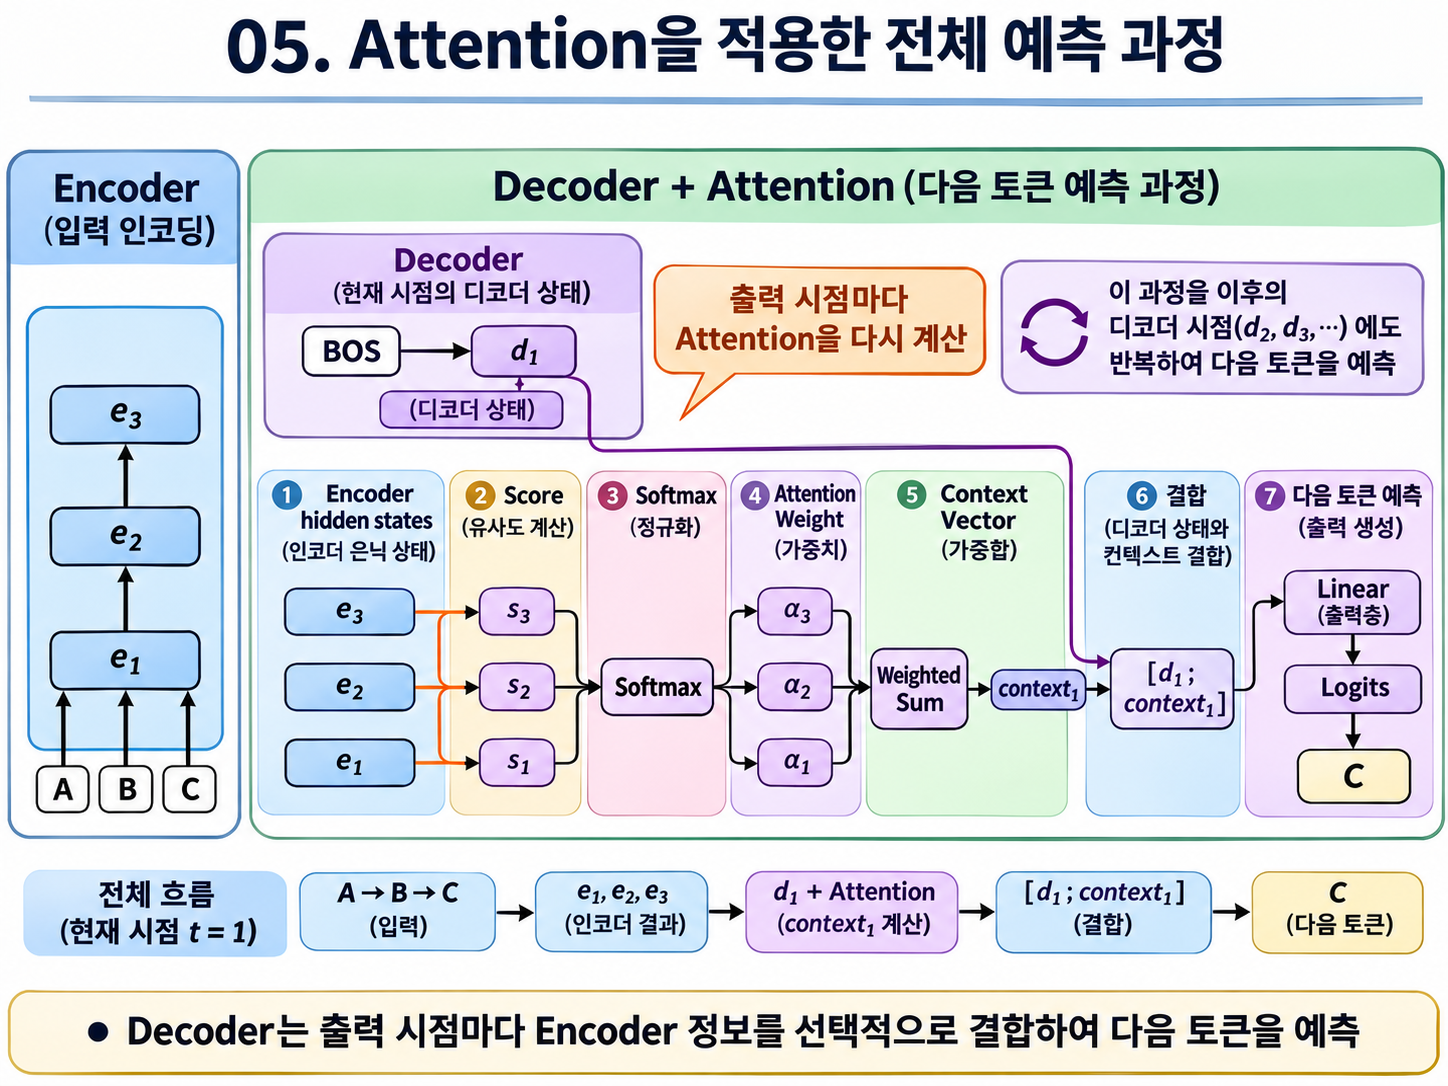 05. Attention을 적용한 전체 예측 과정
Encoder
(입력 인코딩)
e3
e2
e1
A
B
C
Decoder + Attention (다음 토큰 예측 과정)
Decoder
(현재 시점의 디코더 상태)
BOS
d1
(디코더 상태)
출력 시점마다
Attention을 다시 계산
이 과정을 이후의
디코더 시점(d2, d3, ⋯) 에도
반복하여 다음 토큰을 예측
1 Encoder
hidden states
(인코더 은닉 상태)
e3
e2
e1
2 Score
(유사도 계산)
s3
s2
s1
3 Softmax
(정규화)
Softmax
4 Attention
Weight
(가중치)
α3
α2
α1
5 Context
Vector
(가중합)
Weighted
Sum
context1
6 결합
(디코더 상태와
컨텍스트 결합)
[d1 ;
context1]
7 다음 토큰 예측
(출력 생성)
Linear
(출력층)
Logits
C
전체 흐름
(현재 시점 t = 1)
A → B → C
(입력)
e1, e2, e3
(인코더 결과)
d1 + Attention
(context1 계산)
[d1 ; context1]
(결합)
C
(다음 토큰)
• Decoder는 출력 시점마다 Encoder 정보를 선택적으로 결합하여 다음 토큰을 예측